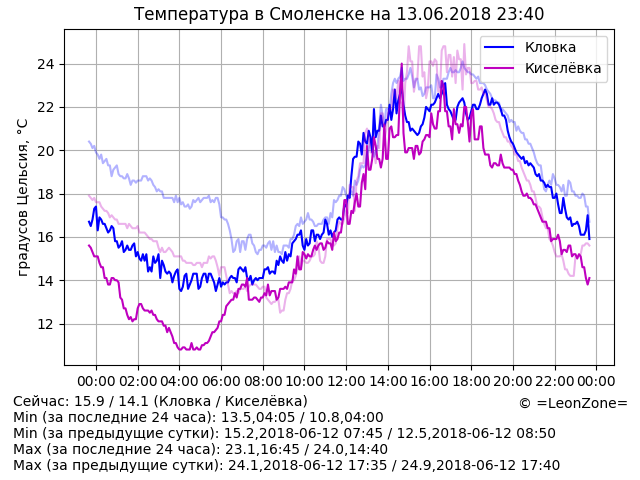 Температура в Смоленске на 13.06.2018 23:40
градусов Цельсия, °C
24
22
20
18
16
14
12
Кловка
Киселёвка
00:00 02:00 04:00 06:00 08:00 10:00 12:00 14:00 16:00 18:00 20:00 22:00 00:00
Сейчас: 15.9 / 14.1 (Кловка / Киселёвка)
© =LeonZone=
Min (за последние 24 часа): 13.5,04:05 / 10.8,04:00
Min (за предыдущие сутки): 15.2,2018-06-12 07:45 / 12.5,2018-06-12 08:50
Max (за последние 24 часа): 23.1,16:45 / 24.0,14:40
Max (за предыдущие сутки): 24.1,2018-06-12 17:35 / 24.9,2018-06-12 17:40